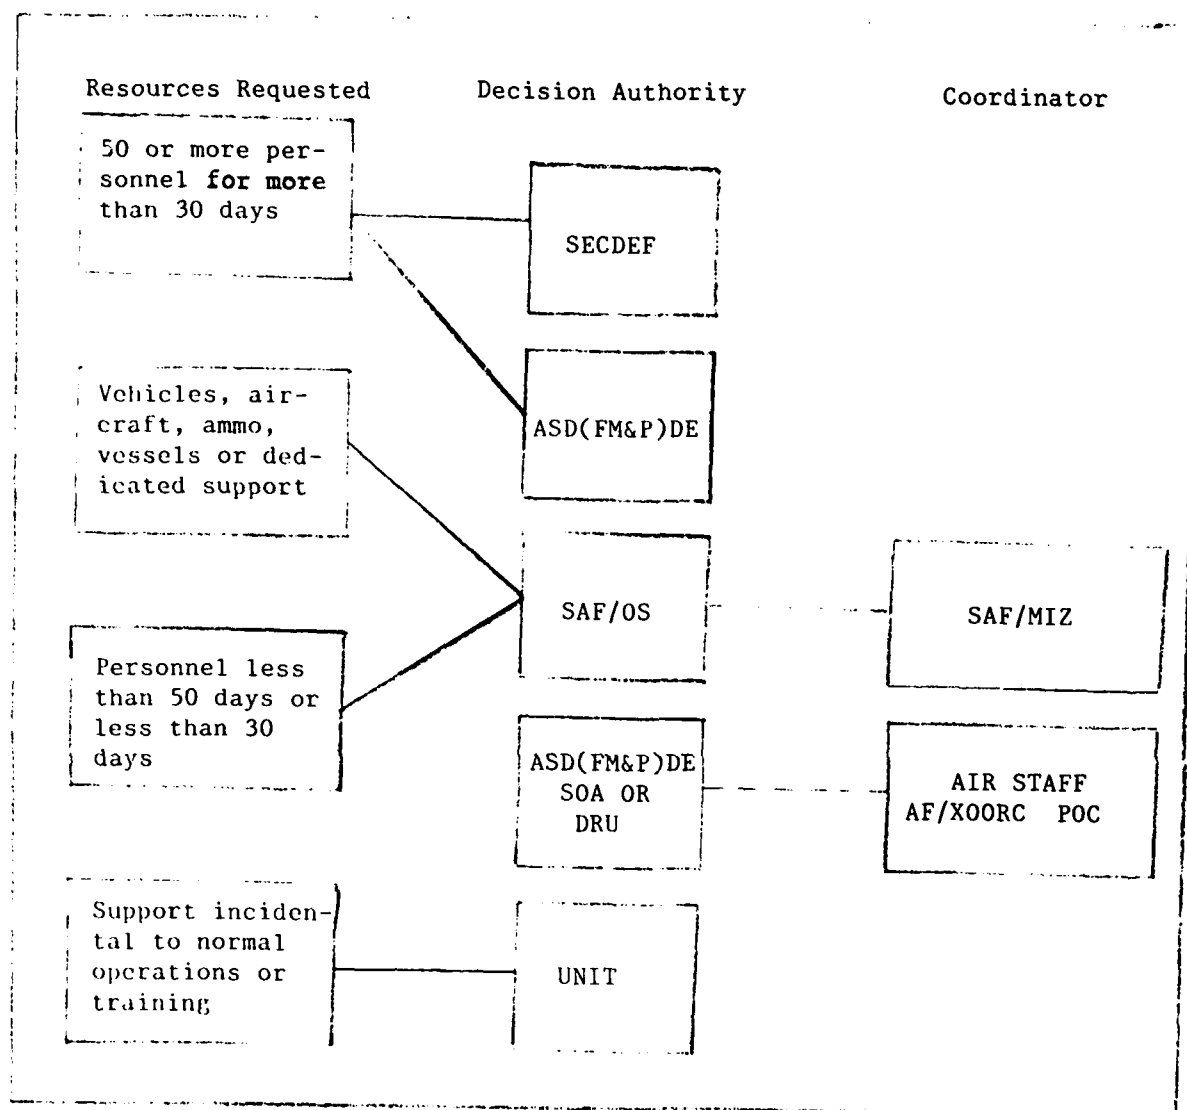 Resources Requested
Decision Authority
Coordinator
50 or more per-
sonnel for more
than 30 days
SECDEF
ASD(FM&P)DE
Vehicles, air-
craft, ammo,
vessels or ded-
icated support
SAF/OS
SAF/MIZ
Personnel less
than 50 days or
less than 30
days
ASD(FM&P)DE
SOA OR
DRU
AIR STAFF
AF/XOORC POC
Support inciden-
tal to normal
operations or
training
UNIT